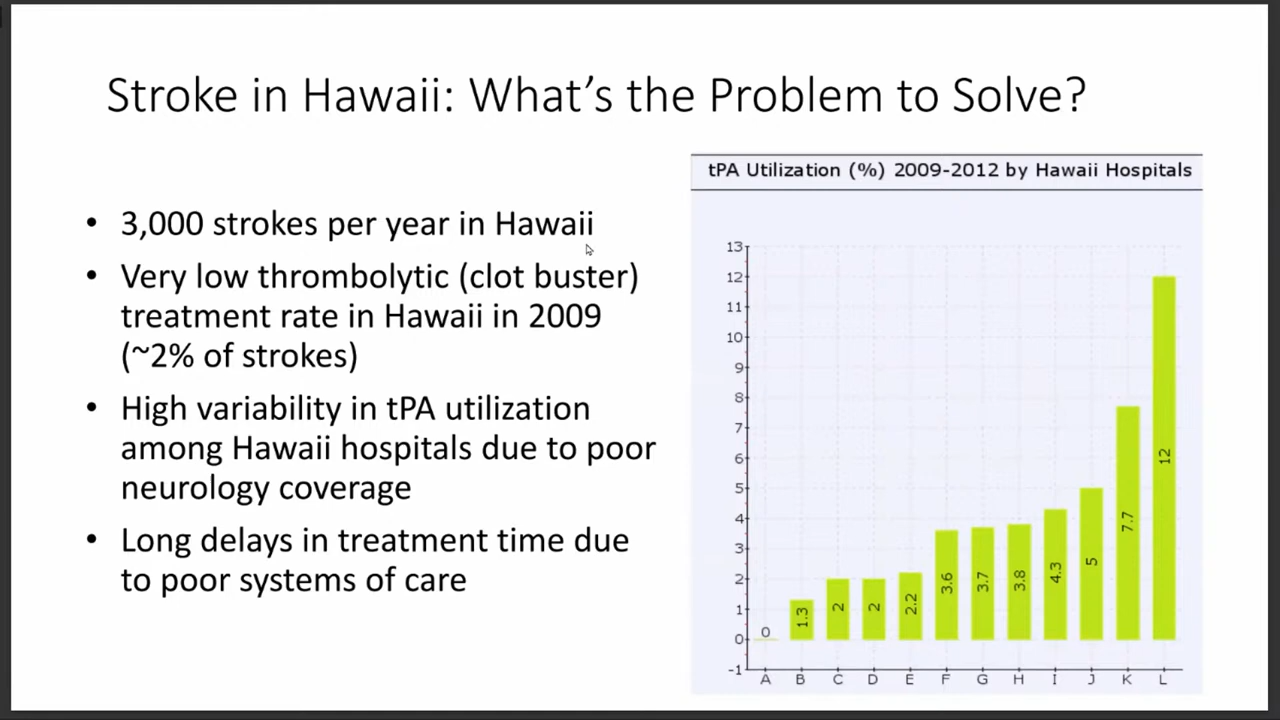 Stroke in Hawaii: What's the Problem to Solve?
• 3,000 strokes per year in Hawaii
• Very low thrombolytic (clot buster)
treatment rate in Hawaii in 2009
(~2% of strokes)
• High variability in tPA utilization
among Hawaii hospitals due to poor
neurology coverage
• Long delays in treatment time due
to poor systems of care
tPA Utilization (%) 2009-2012 by Hawaii Hospitals
13
12
11
10
9
8
7
6
5
4
3
2
1
0
-1
0 1.3 2 2 2.2 3.6 3.7 3.8 4.3 5 7.7 12
A B C D E F G H I J K L